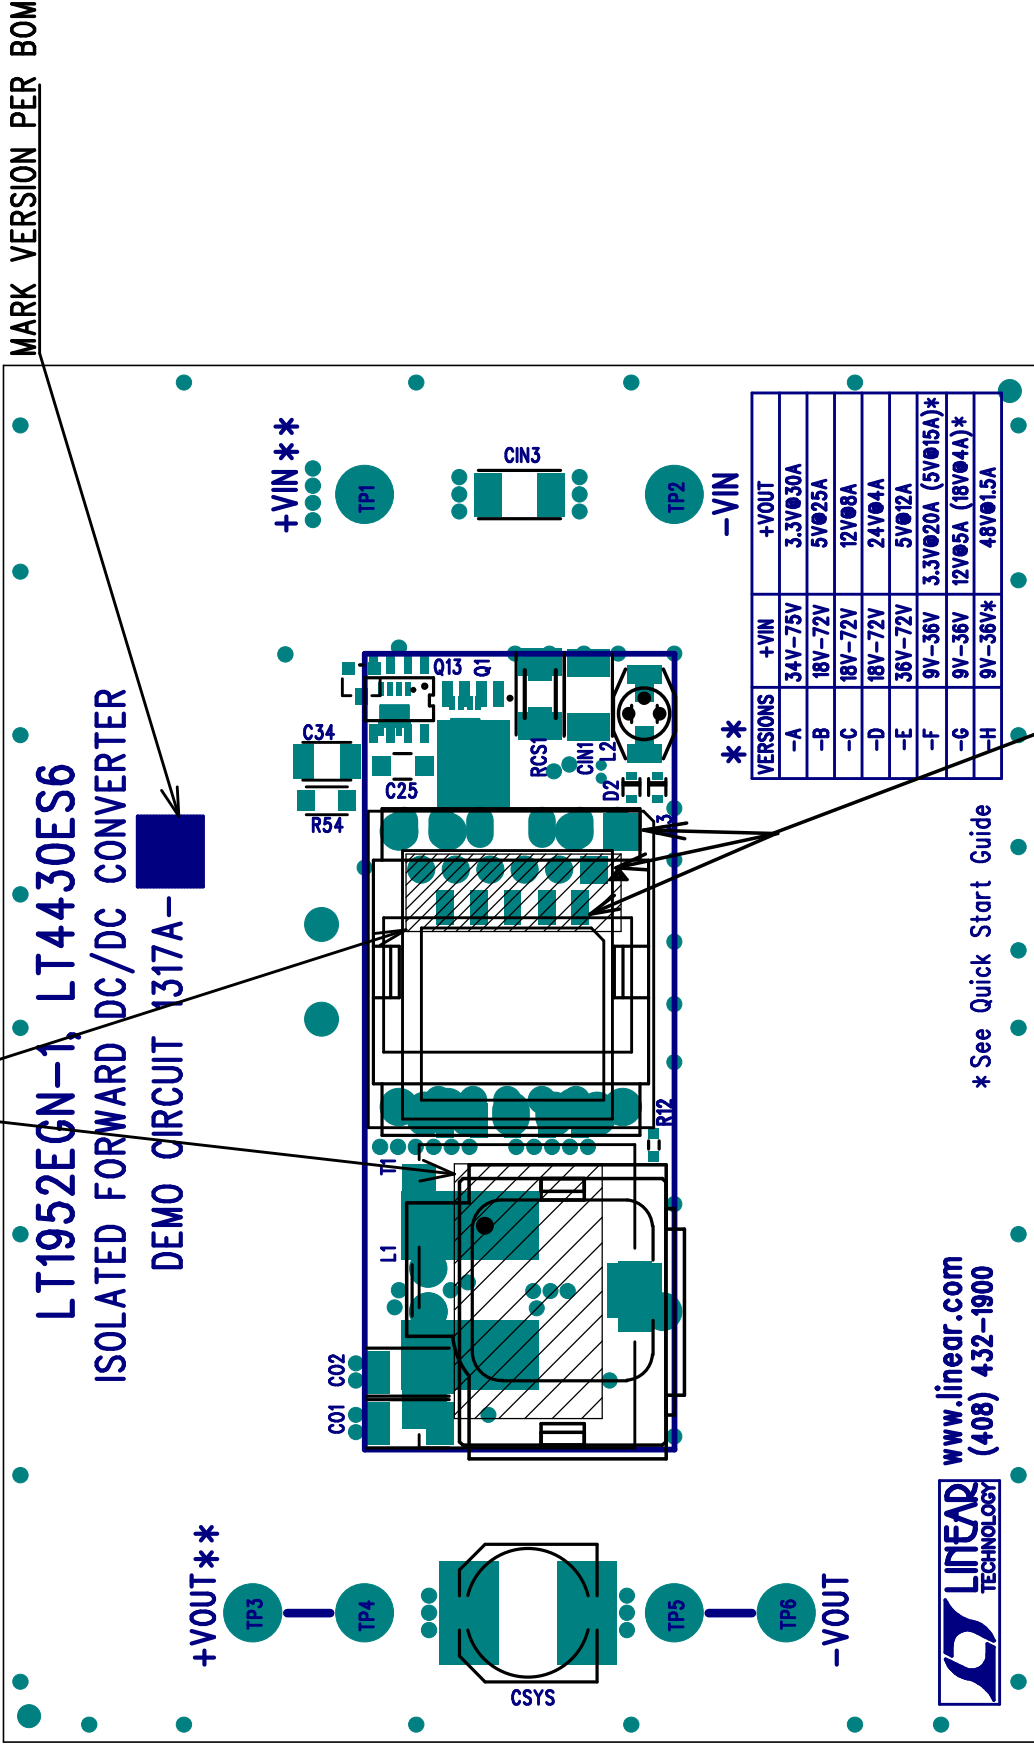 MARK VERSION PER BOM
LT1952EGN-1, LT4430ES6
ISOLATED FORWARD DC/DC CONVERTER
DEMO CIRCUIT 1317A-
+VOUT**
TP3
TP4
CSYS
TP5
TP6
-VOUT
CO1
CO2
L1
T1
R12
R54
C34
C25
Q13
Q1
RCS1
CIN1
L2
D2
3
+VIN**
TP1
CIN3
TP2
-VIN
**
VERSIONS +VIN +VOUT
-A 34V-75V 3.3V@30A
-B 18V-72V 5V@25A
-C 18V-72V 12V@8A
-D 18V-72V 24V@4A
-E 36V-72V 5V@12A
-F 9V-36V 3.3V@20A (5V@15A)*
-G 9V-36V 12V@5A (18V@4A)*
-H 9V-36V* 48V@1.5A
*See Quick Start Guide
LINEAR
TECHNOLOGY
www.linear.com
(408) 432-1900